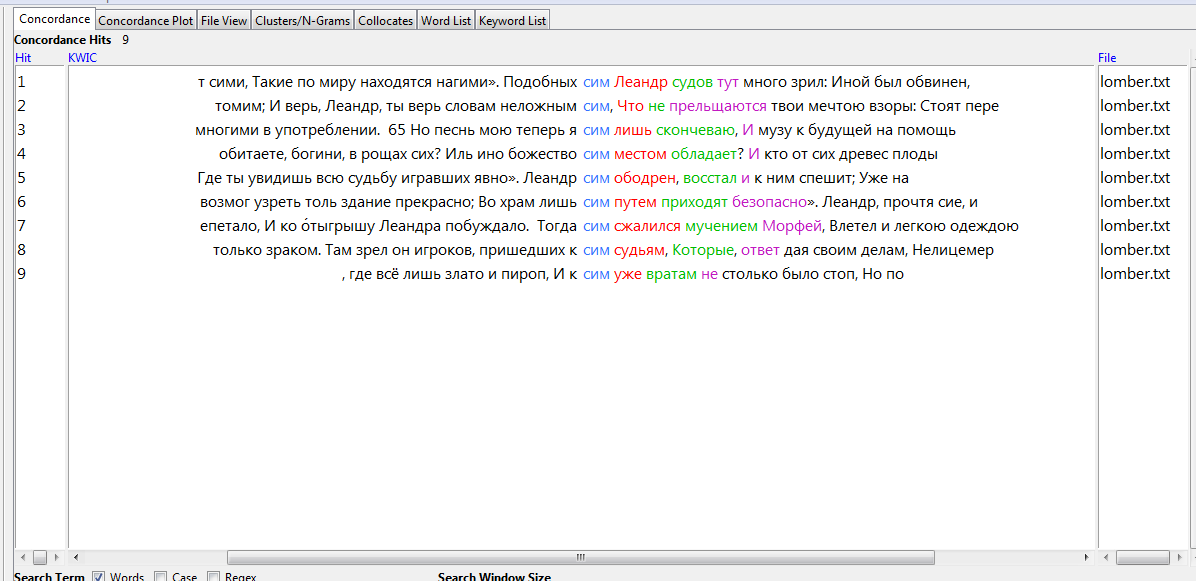 Concordance Concordance Plot File View Clusters/N-Grams Collocates Word List Keyword List
Concordance Hits 9
Hit KWIC File
1 т сими, Такие по миру находятся нагими». Подобных сим Леандр судов тут много зрил: Иной был обвинен, lomber.txt
2 томим; И верь, Леандр, ты верь словам неложным сим, Что не прельщаются твои мечтою взоры: Стоят пере lomber.txt
3 многими в употреблении. 65 Но песнь мою теперь я сим лишь скончеваю, И музу к будущей на помощь lomber.txt
4 обитаете, богини, в рощах сих? Иль ино божество сим местом обладает? И кто от сих древес плоды lomber.txt
5 Где ты увидишь всю судьбу игравших явно». Леандр сим ободрен, восстал и к ним спешит; Уже на lomber.txt
6 возмог узреть толь здание прекрасно; Во храм лишь сим путем приходят безопасно». Леандр, прочтя сие, и lomber.txt
7 епетало, И ко о́тыгрышу Леандра побуждало. Тогда сим сжалился мучением Морфей, Влетел и легкою одеждою lomber.txt
8 только зраком. Там зрел он игроков, пришедших к сим судьям, Которые, ответ дая своим делам, Нелицемер lomber.txt
9 , где всё лишь злато и пироп, И к сим уже вратам не столько было стоп, Но по lomber.txt
Search Term Words Case Regex Search Window Size